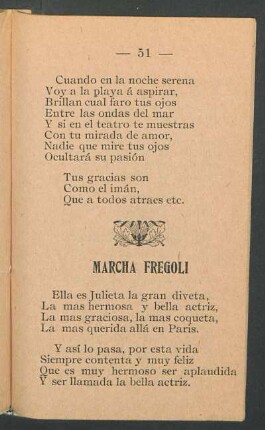 — 51 —
Cuando en la noche serena
Voy a la playa á aspirar,
Brillan cual faro tus ojos
Entre las ondas del mar
Y si en el teatro te muestras
Con tu mirada de amor,
Nadie que mire tus ojos
Ocultará su pasión
Tus gracias son
Como el imán,
Que a todos atraes etc.
MARCHA FREGOLI
Ella es Julieta la gran diveta,
La mas hermosa y bella actriz,
La mas graciosa, la mas coqueta,
La mas querida allá en Paris.
Y así lo pasa, por esta vida
Siempre contenta y muy feliz
Que es muy hermoso ser aplaudida
Y ser llamada la bella actriz.